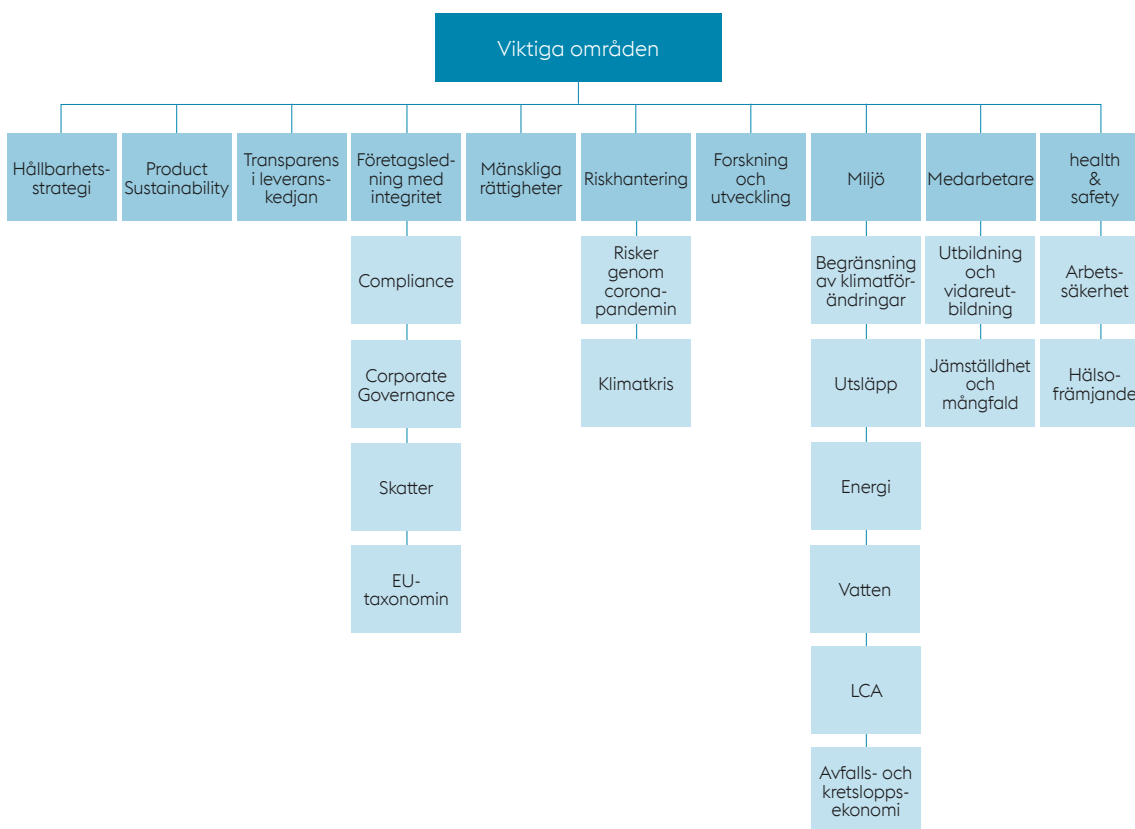 Viktiga områden
Hållbarhets-
strategi
Product
Sustainability
Transparens
i leverans-
kedjan
Företagsled-
ning med
integritet
Mänskliga
rättigheter
Riskhantering
Forskning
och
utveckling
Miljö
Medarbetare
health
&
safety
Compliance
Corporate
Governance
Skatter
EU-
taxonomin
Risker
genom
corona-
pandemin
Klimatkris
Begränsning
av klimatför-
ändringar
Utsläpp
Energi
Vatten
LCA
Avfalls- och
kretslopps-
ekonomi
Utbildning
och
vidareut-
bildning
Jämställdhet
och
mångfald
Arbets-
säkerhet
Hälso-
främjande